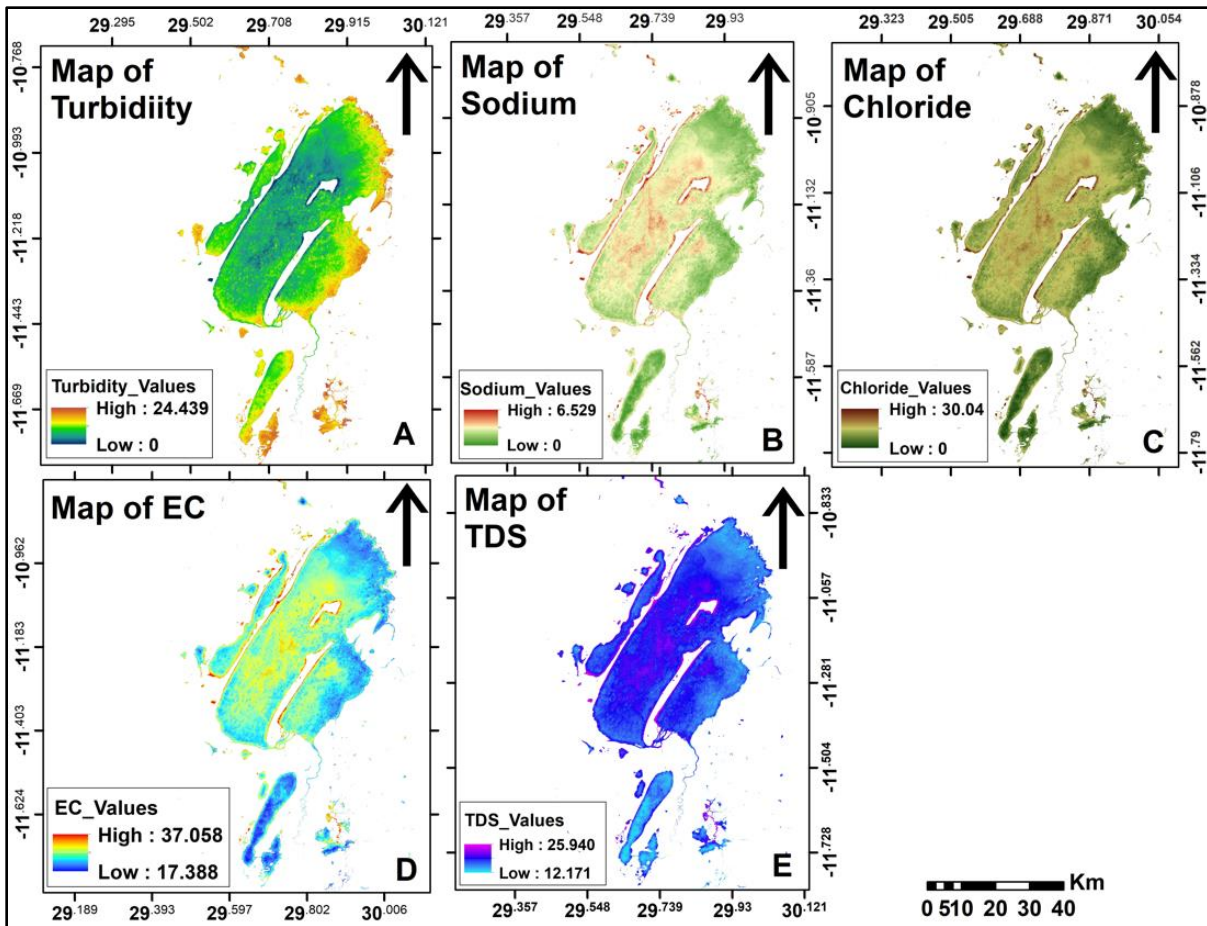 29.295 29.502 29.708 29.915 30.121
29.357 29.548 29.739 29.93
29.323 29.505 29.688 29.871 30.054
Map of
Turbidiity
-10.768
-10.993
-11.218
-11.443
-11.669
Turbidity_Values
High : 24.439
Low : 0
A
Map of
Sodium
Sodium_Values
High : 6.529
Low : 0
B
-10.905
-11.132
-11.36
-11.587
Map of
Chloride
Chloride_Values
High : 30.04
Low : 0
C
-10.878
-11.106
-11.334
-11.562
-11.79
Map of EC
-10.962
-11.183
-11.403
-11.624
EC_Values
High : 37.058
Low : 17.388
D
29.189 29.393 29.597 29.802 30.006
Map of
TDS
TDS_Values
High : 25.940
Low : 12.171
E
-10.833
-11.057
-11.281
-11.504
-11.728
29.357 29.548 29.739 29.93 30.121
Km
0 510 20 30 40